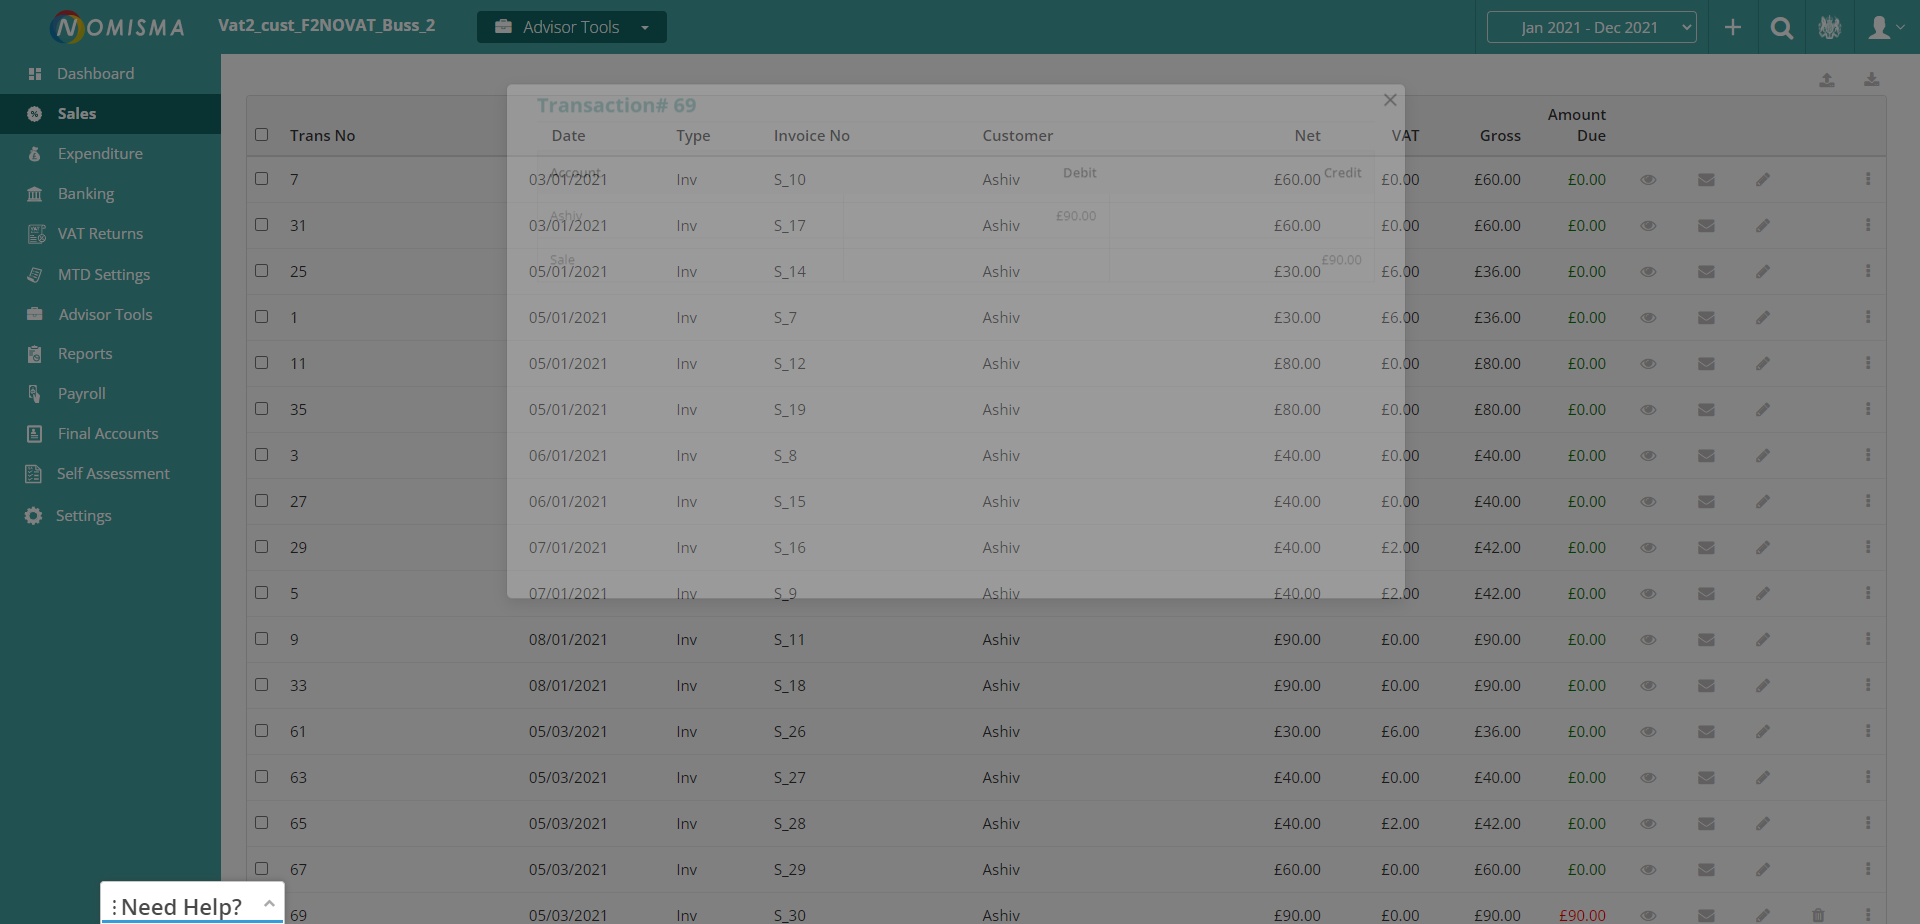 NOMISMA Vat2_cust_F2NOVAT_Buss_2 Advisor Tools Jan 2021 - Dec 2021
Dashboard
Sales
Expenditure
Banking
VAT Returns
MTD Settings
Advisor Tools
Reports
Payroll
Final Accounts
Self Assessment
Settings
Transaction# 69
Account Debit Credit
Ashiv £90.00
Sale £90.00
Trans No Date Type Invoice No Customer Net VAT Gross Amount Due
7 03/01/2021 Inv S_10 Ashiv £60.00 £0.00 £60.00 £0.00
31 03/01/2021 Inv S_17 Ashiv £60.00 £0.00 £60.00 £0.00
25 05/01/2021 Inv S_14 Ashiv £30.00 £6.00 £36.00 £0.00
1 05/01/2021 Inv S_7 Ashiv £30.00 £6.00 £36.00 £0.00
11 05/01/2021 Inv S_12 Ashiv £80.00 £0.00 £80.00 £0.00
35 05/01/2021 Inv S_19 Ashiv £80.00 £0.00 £80.00 £0.00
3 06/01/2021 Inv S_8 Ashiv £40.00 £0.00 £40.00 £0.00
27 06/01/2021 Inv S_15 Ashiv £40.00 £0.00 £40.00 £0.00
29 07/01/2021 Inv S_16 Ashiv £40.00 £2.00 £42.00 £0.00
5 07/01/2021 Inv S_9 Ashiv £40.00 £2.00 £42.00 £0.00
9 08/01/2021 Inv S_11 Ashiv £90.00 £0.00 £90.00 £0.00
33 08/01/2021 Inv S_18 Ashiv £90.00 £0.00 £90.00 £0.00
61 05/03/2021 Inv S_26 Ashiv £30.00 £6.00 £36.00 £0.00
63 05/03/2021 Inv S_27 Ashiv £40.00 £0.00 £40.00 £0.00
65 05/03/2021 Inv S_28 Ashiv £40.00 £2.00 £42.00 £0.00
67 05/03/2021 Inv S_29 Ashiv £60.00 £0.00 £60.00 £0.00
69 05/03/2021 Inv S_30 Ashiv £90.00 £0.00 £90.00 £90.00
Need Help?